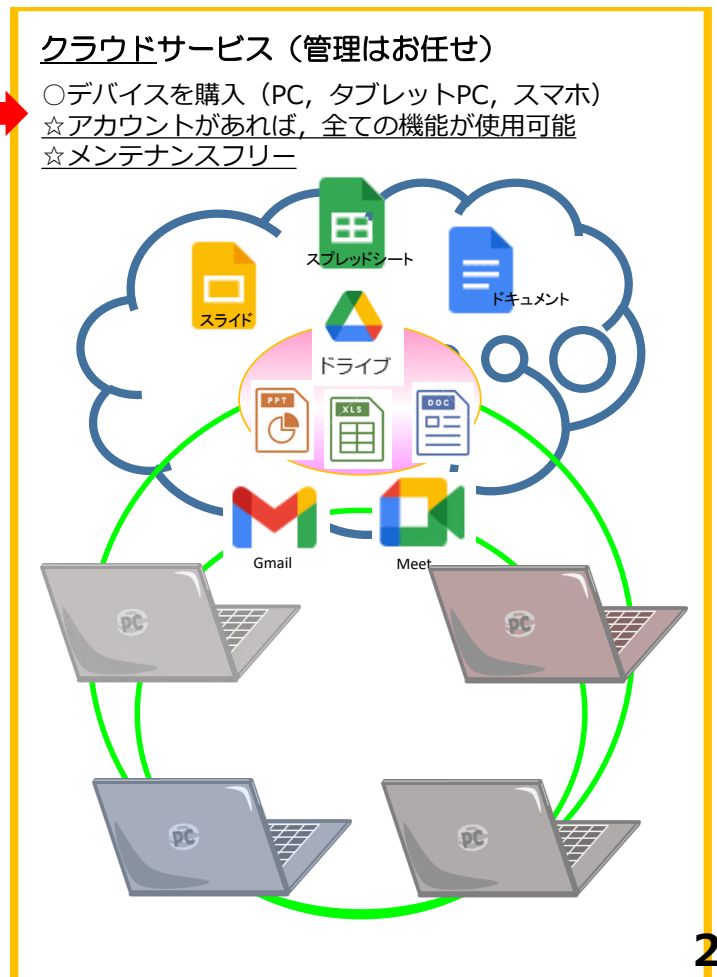 クラウドサービス（管理はお任せ）
○デバイスを購入（PC，タブレットPC，スマホ）
☆アカウントがあれば，全ての機能が使用可能
☆メンテナンスフリー
スプレッドシート
ドキュメント
スライド
ドライブ
PPT
XLS
DOC
Gmail
Meet
PC
PC
PC
PC
2